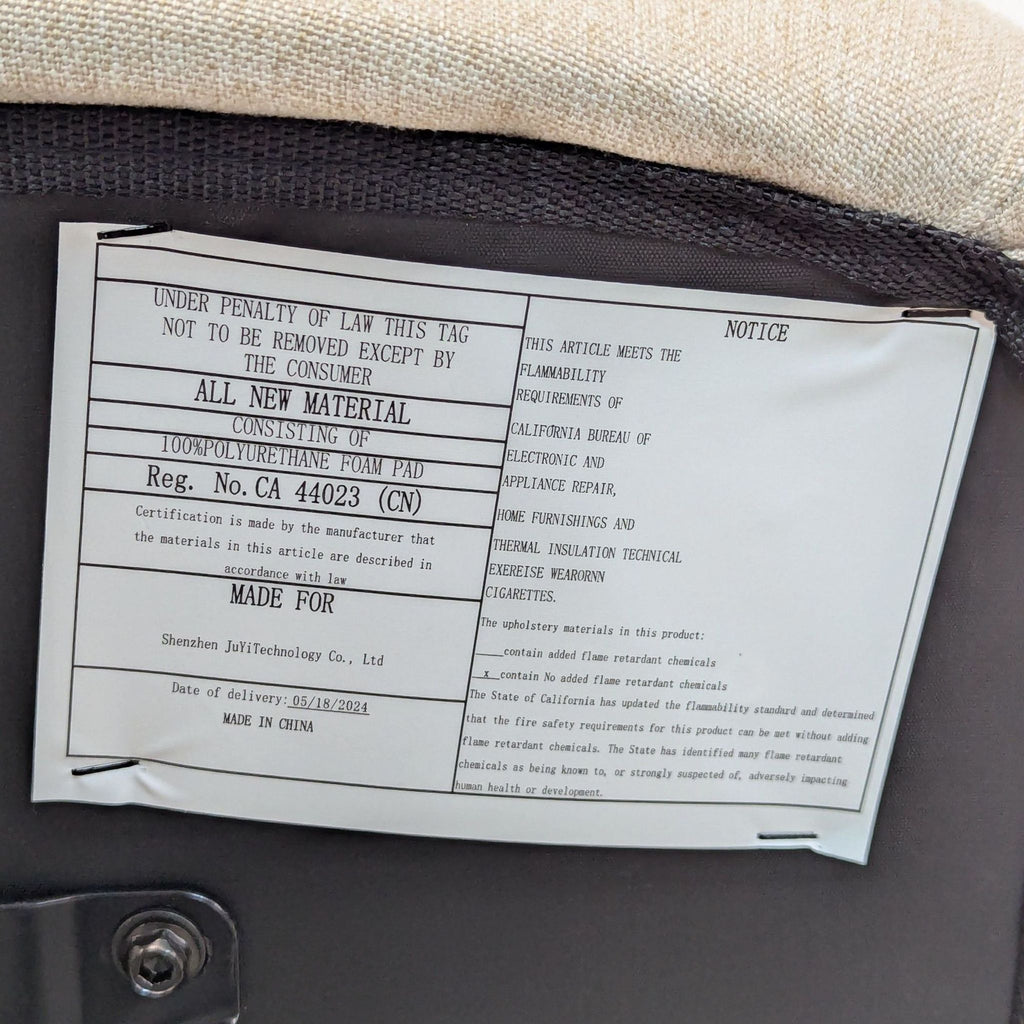 UNDER PENALTY OF LAW THIS TAG
NOT TO BE REMOVED EXCEPT BY
THE CONSUMER
ALL NEW MATERIAL
CONSISTING OF
100%POLYURETHANE FOAM PAD
Reg. No. CA 44023 (CN)
Certification is made by the manufacturer that
the materials in this article are described in
accordance with law
MADE FOR
Shenzhen JuYiTechnology Co., Ltd
Date of delivery: 05/18/2024
MADE IN CHINA
NOTICE
THIS ARTICLE MEETS THE
FLAMMABILITY
REQUIREMENTS OF
CALIFORNIA BUREAU OF
ELECTRONIC AND
APPLIANCE REPAIR,
HOME FURNISHINGS AND
THERMAL INSULATION TECHNICAL
EXEREISE WEARORNN
CIGARETTES.
The upholstery materials in this product:
____contain added flame retardant chemicals
__x__contain No added flame retardant chemicals
The State of California has updated the flammability standard and determined
that the fire safety requirements for this product can be met without adding
flame retardant chemicals. The State has identified many flame retardant
chemicals as being known to, or strongly suspected of, adversely impacting
human health or development.